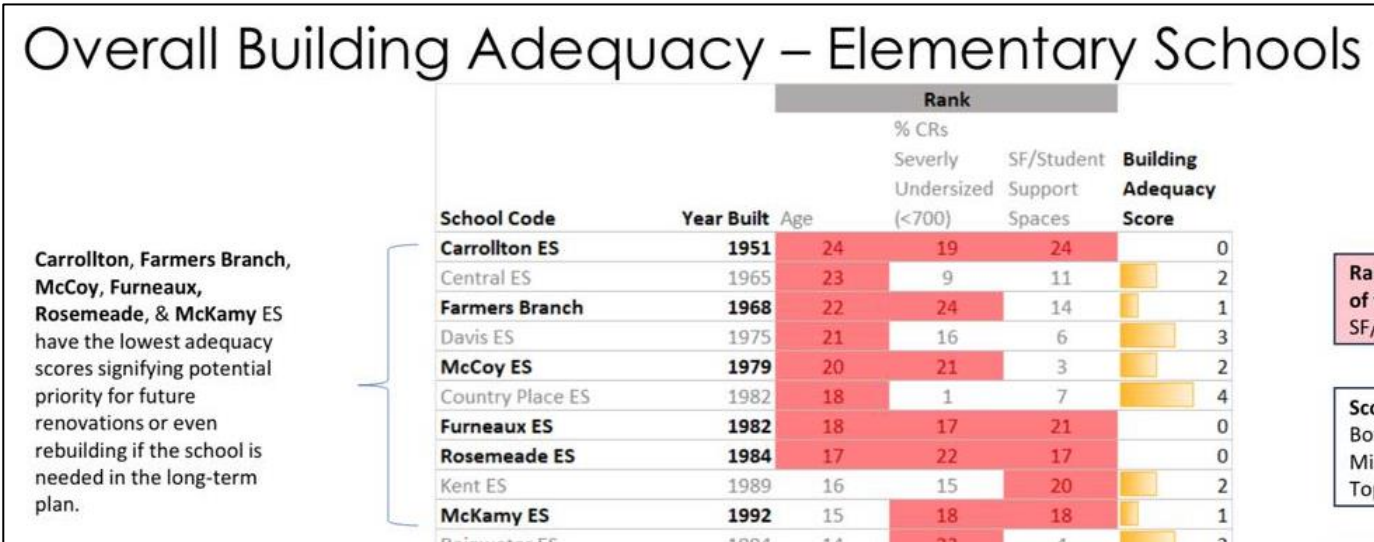 Overall Building Adequacy – Elementary Schools
Carrollton, Farmers Branch,
McCoy, Furneaux,
Rosemeade, & McKamy ES
have the lowest adequacy
scores signifying potential
priority for future
renovations or even
rebuilding if the school is
needed in the long-term
plan.
Rank
% CRs
Severly SF/Student Building
Undersized Support Adequacy
School Code Year Built Age (<700) Spaces Score
Carrollton ES 1951 24 19 24 0
Central ES 1965 23 9 11 2
Farmers Branch 1968 22 24 14 1
Davis ES 1975 21 16 6 3
McCoy ES 1979 20 21 3 2
Country Place ES 1982 18 1 7 4
Furneaux ES 1982 18 17 21 0
Rosemeade ES 1984 17 22 17 0
Kent ES 1989 16 15 20 2
McKamy ES 1992 15 18 18 1
of
SF/